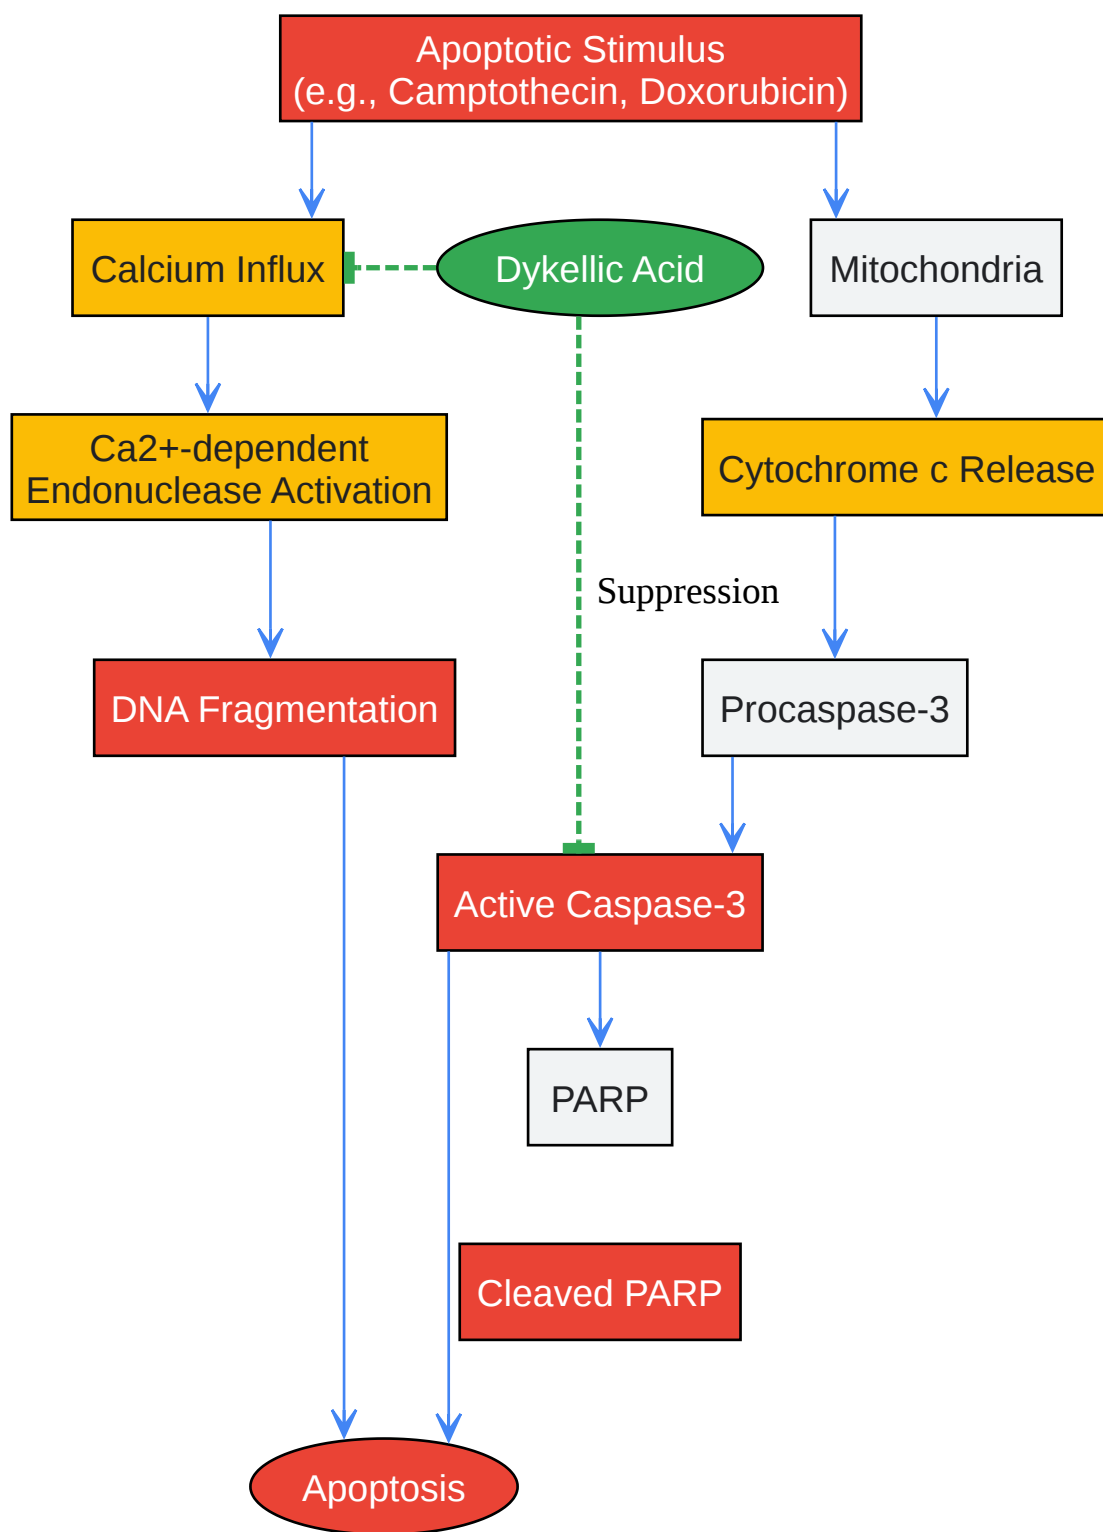 Apoptotic Stimulus
(e.g., Camptothecin, Doxorubicin)
Calcium Influx
Dykellic Acid
Mitochondria
Ca2+-dependent
Endonuclease Activation
Cytochrome c Release
Suppression
DNA Fragmentation
Procaspase-3
Active Caspase-3
PARP
Cleaved PARP
Apoptosis